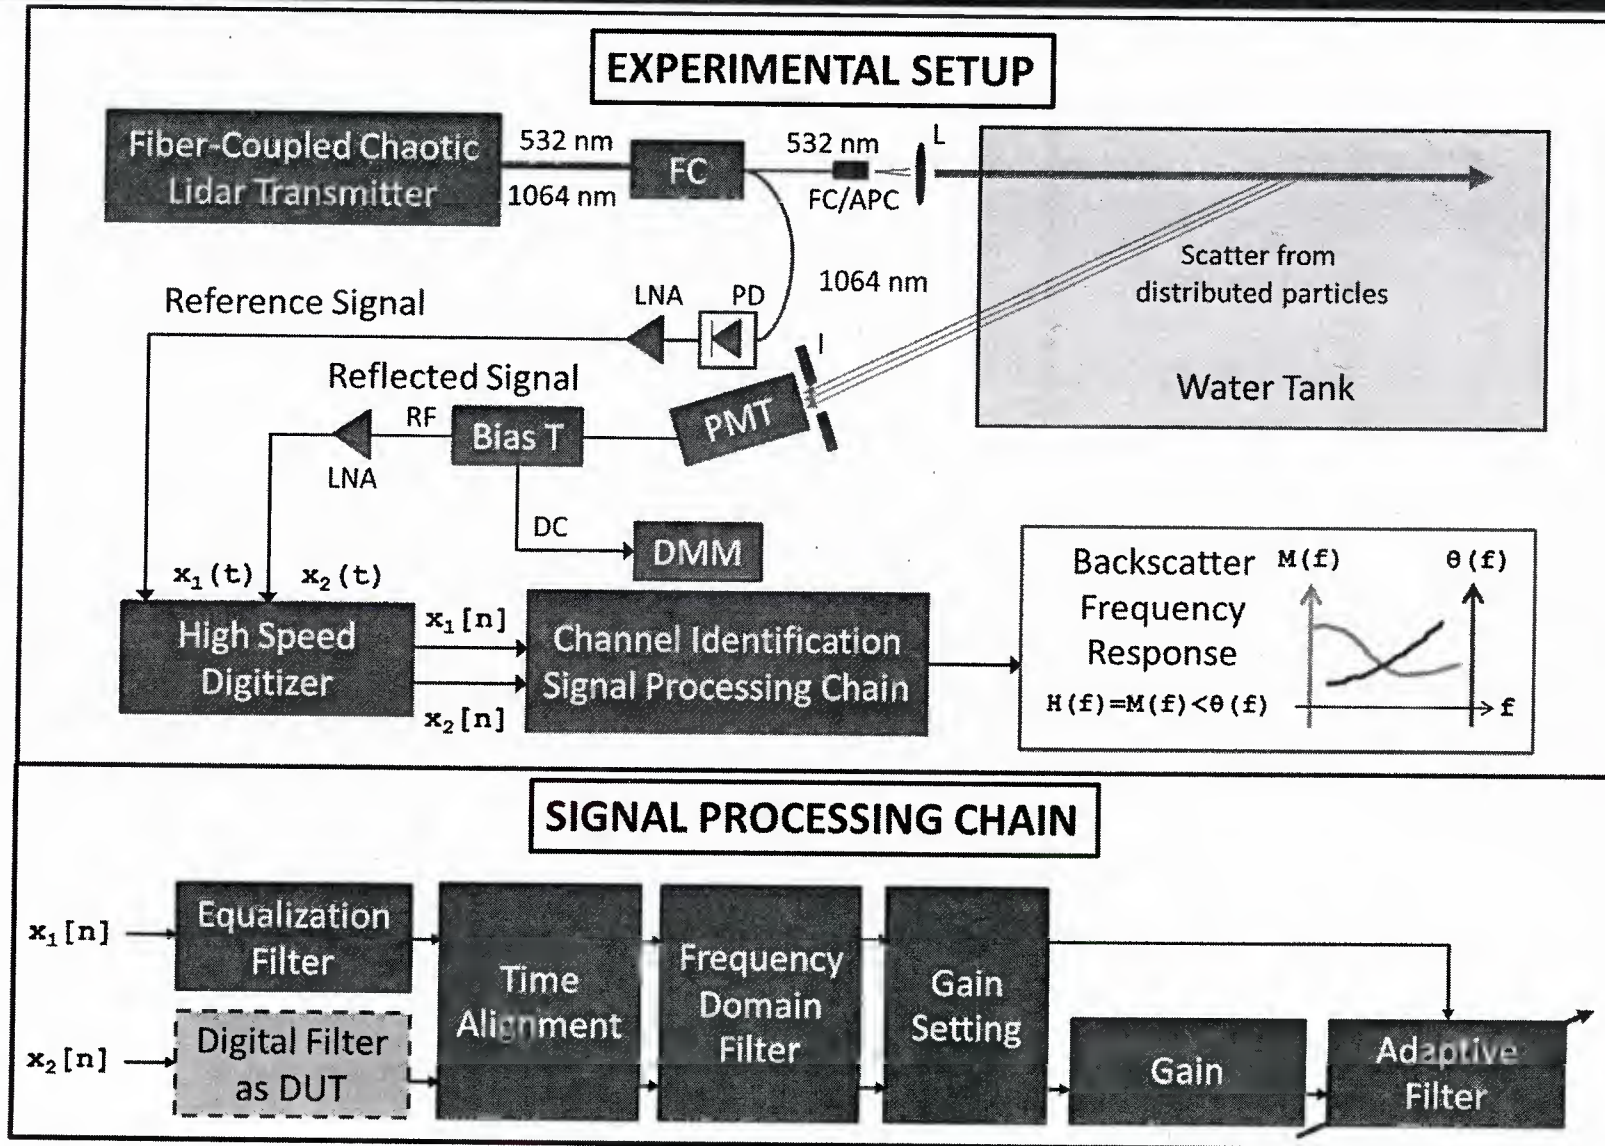 EXPERIMENTAL SETUP
Fiber-Coupled Chaotic
Lidar Transmitter
532 nm
1064 nm
FC
532 nm
FC/APC
L
1064 nm
Scatter from
distributed particles
Water Tank
Reference Signal
LNA
PD
I
Reflected Signal
RF
Bias T
PMT
LNA
DC
DMM
x₁(t)
x₂(t)
High Speed
Digitizer
x₁[n]
x₂[n]
Channel Identification
Signal Processing Chain
Backscatter
Frequency
Response
H(f)=M(f)<θ(f)
M(f)
θ(f)
f
SIGNAL PROCESSING CHAIN
x₁[n]
Equalization
Filter
x₂[n]
Digital Filter
as DUT
Time
Alignment
Frequency
Domain
Filter
Gain
Setting
Gain
Adaptive
Filter